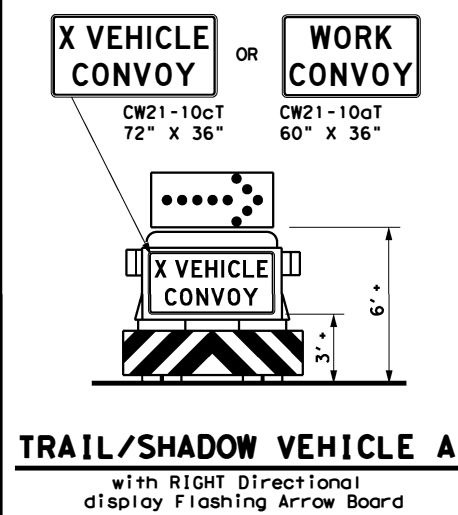 X VEHICLE
CONVOY
OR
WORK
CONVOY
CW21-10cT
72" X 36"
CW21-10aT
60" X 36"
X VEHICLE
CONVOY
6' +
3' +
TRAIL/SHADOW VEHICLE A
with RIGHT Directional
display Flashing Arrow Board